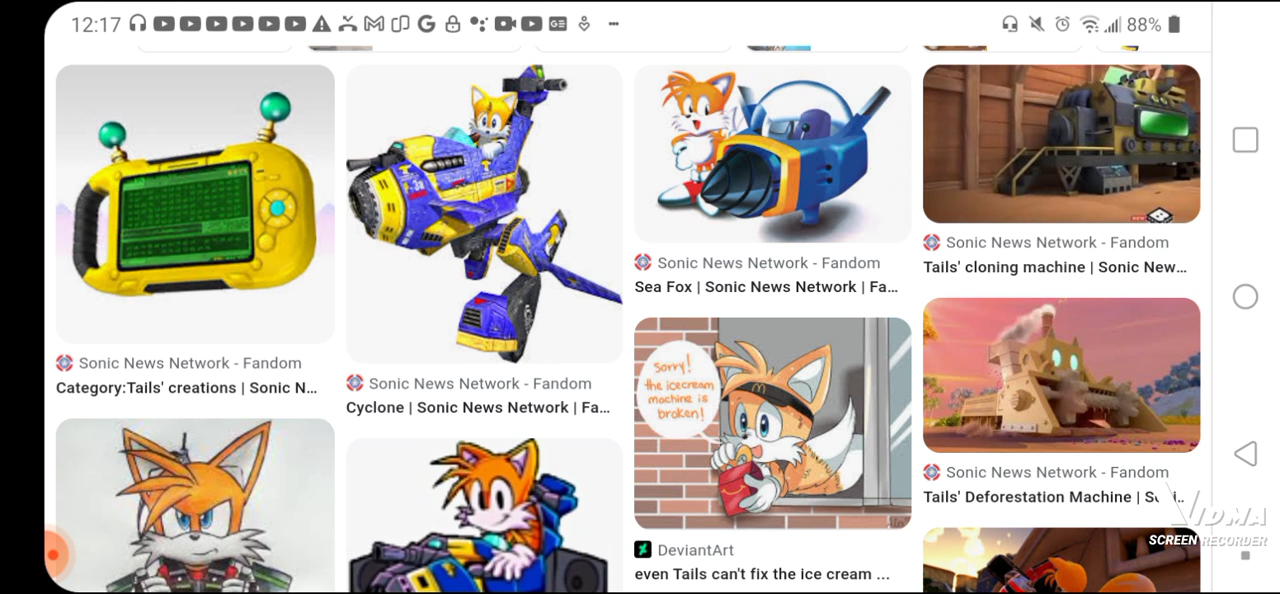 12:17
88%
Sonic News Network - Fandom
Category:Tails' creations | Sonic N...
Sonic News Network - Fandom
Cyclone | Sonic News Network | Fa...
Sonic News Network - Fandom
Sea Fox | Sonic News Network | Fa...
Sorry!
the icecream
machine is
broken!
DeviantArt
even Tails can't fix the ice cream ...
Sonic News Network - Fandom
Tails' cloning machine | Sonic New...
Sonic News Network - Fandom
Tails' Deforestation Machine |
VIDMA
SCREEN RECORDER